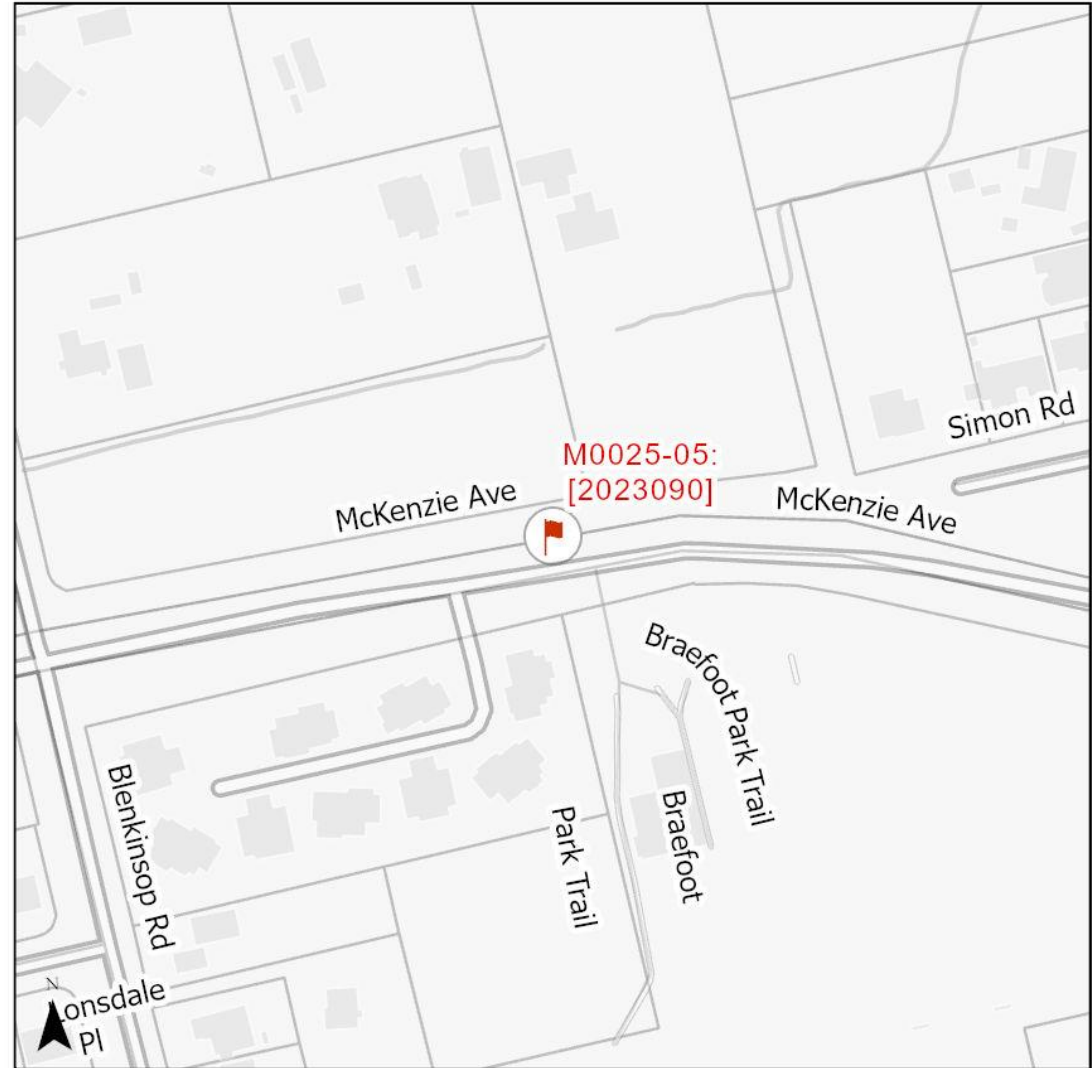 Simon Rd
M0025-05:
[2023090]
McKenzie Ave
McKenzie Ave
Braefoot Park Trail
Blenkinsop Rd
Park Trail
Braefoot
N
Lonsdale
Pl